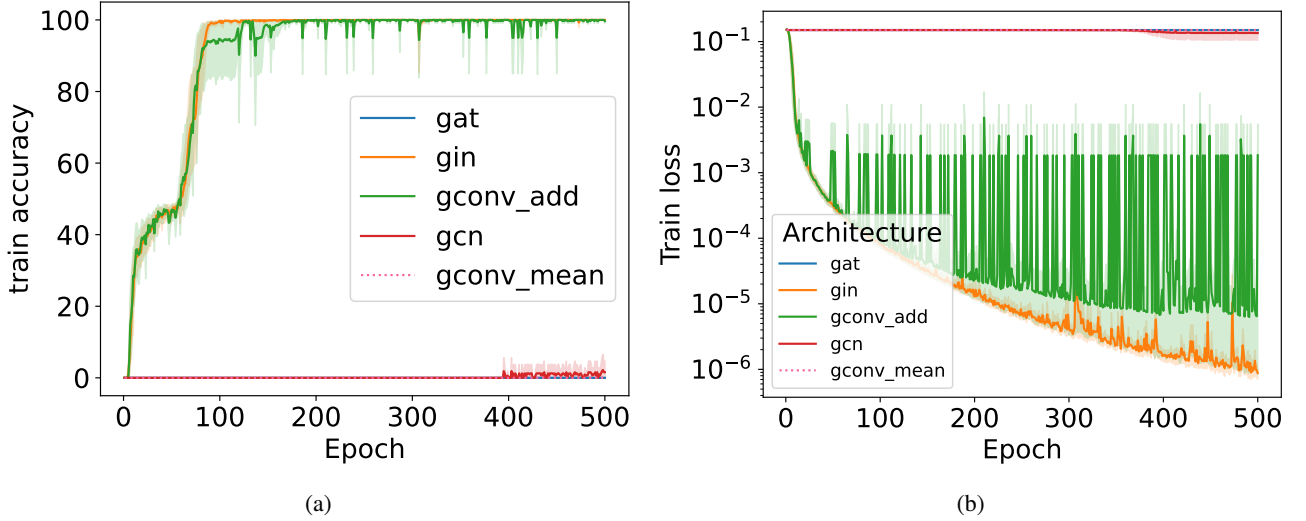 100
80
60
40
20
0
train accuracy
gat
gin
gconv_add
gcn
gconv_mean
0 100 200 300 400 500
Epoch
(a)
10⁻¹
10⁻²
10⁻³
10⁻⁴
10⁻⁵
10⁻⁶
Train loss
Architecture
gat
gin
gconv_add
gcn
gconv_mean
0 100 200 300 400 500
Epoch
(b)